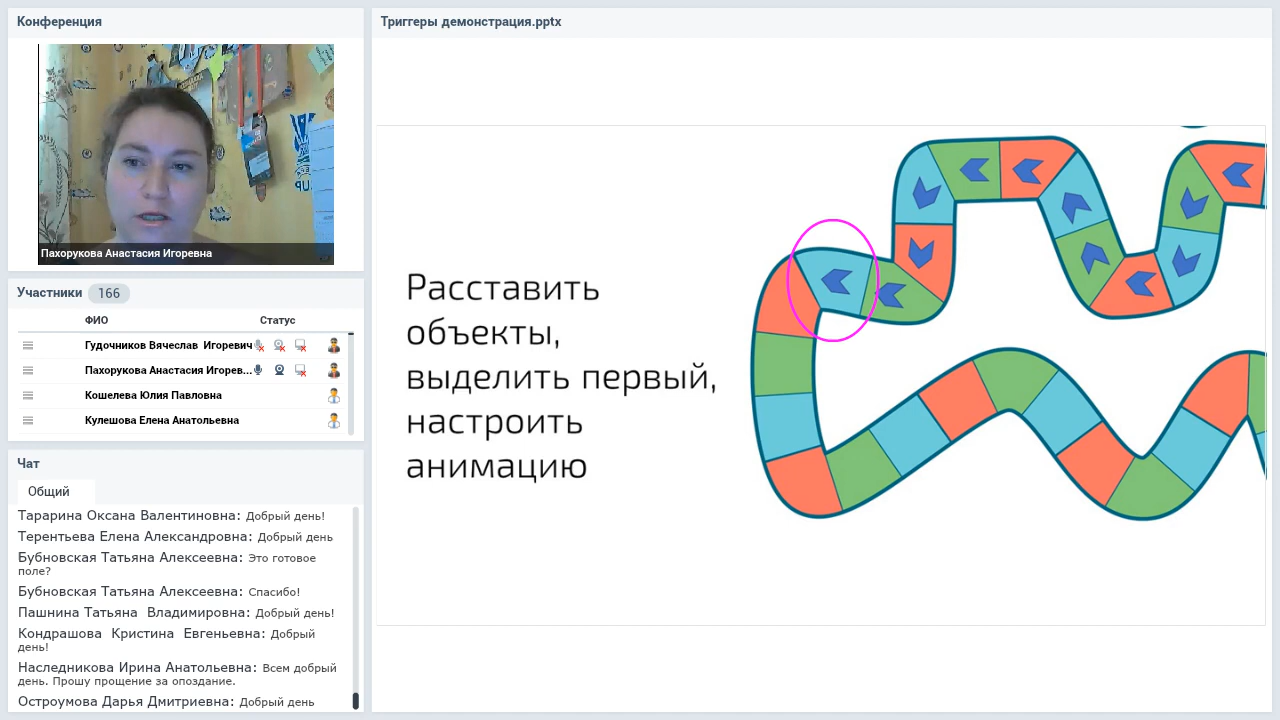 Конференция
Пахорукова Анастасия Игоревна
Участники 166
ФИО Статус
Гудочников Вячеслав Игоревич
Пахорукова Анастасия Игорев...
Кошелева Юлия Павловна
Кулешова Елена Анатольевна
Чат
Общий
Тарарина Оксана Валентиновна: Добрый день!
Терентьева Елена Александровна: Добрый день
Бубновская Татьяна Алексеевна: Это готовое
поле?
Бубновская Татьяна Алексеевна: Спасибо!
Пашнина Татьяна Владимировна: Добрый день!
Кондрашова Кристина Евгеньевна: Добрый
день!
Наследникова Ирина Анатольевна: Всем добрый
день. Прошу прощение за опоздание.
Остроумова Дарья Дмитриевна: Добрый день
Триггеры демонстрация.pptx
Расставить
объекты,
выделить первый,
настроить
анимацию